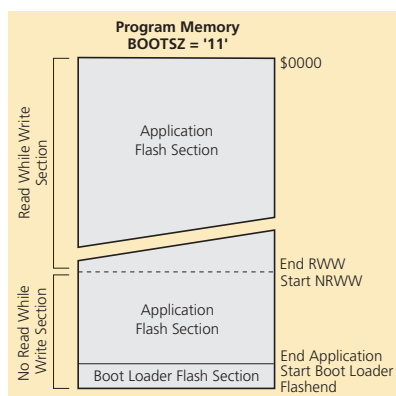 Program Memory
BOOTSZ = '11'
$0000
Read While Write
Section
Application
Flash Section
End RWW
Start NRWW
No Read While
Write Section
Application
Flash Section
End Application
Start Boot Loader
Flashend
Boot Loader Flash Section